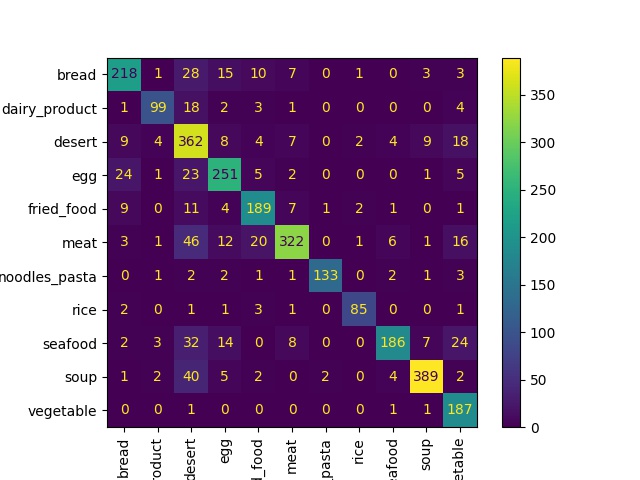 bread 218 1 28 15 10 7 0 1 0 3 3
dairy_product 1 99 18 2 3 1 0 0 0 0 4
desert 9 4 362 8 4 7 0 2 4 9 18
egg 24 1 23 251 5 2 0 0 0 1 5
fried_food 9 0 11 4 189 7 1 2 1 0 1
meat 3 1 46 12 20 322 0 1 6 1 16
noodles_pasta 0 1 2 2 1 1 133 0 2 1 3
rice 2 0 1 1 3 1 0 85 0 0 1
seafood 2 3 32 14 0 8 0 0 186 7 24
soup 1 2 40 5 2 0 2 0 4 389 2
vegetable 0 0 1 0 0 0 0 0 1 1 187
bread
roduct
desert
egg
d_food
meat
pasta
rice
eafood
soup
etable
350
300
250
200
150
100
50
0